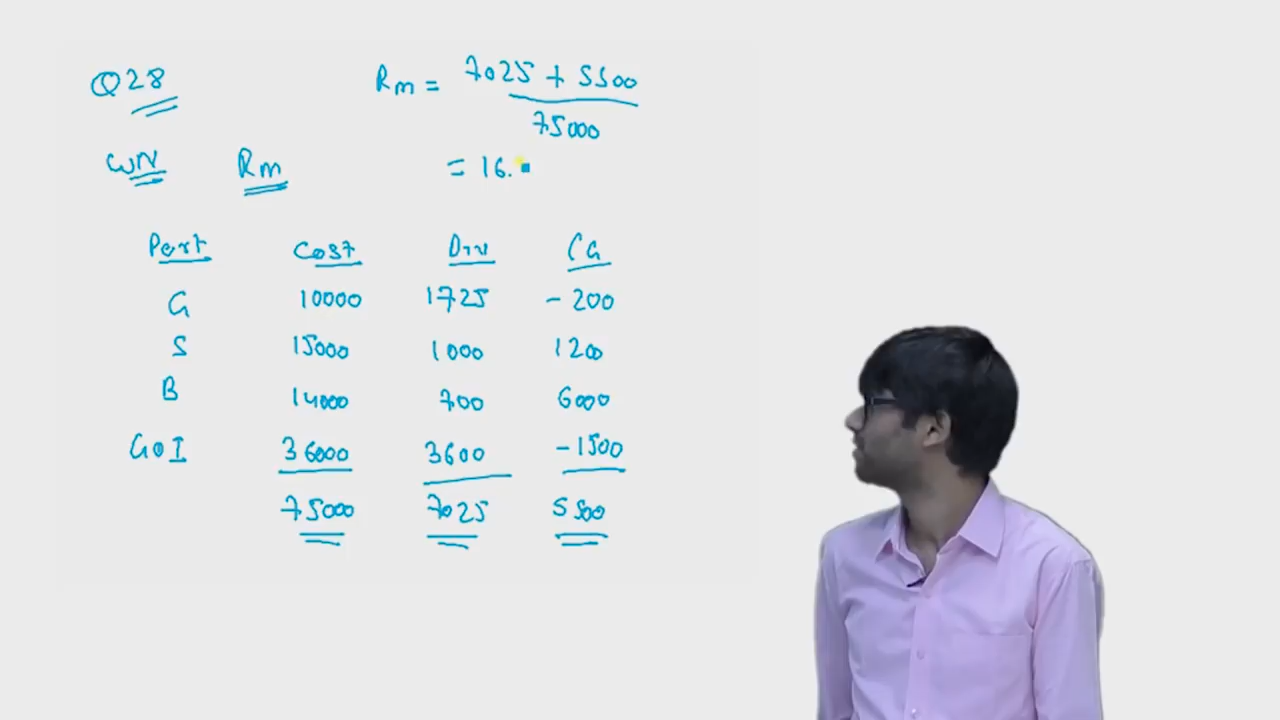 Q28
Rm = 7025 + 5500
75000
WN Rm = 16.
Part Cost Div CG
G 10000 1725 - 200
S 15000 1000 1200
B 14000 700 6000
GOI 36000 3600 - 1500
75000 7025 5500